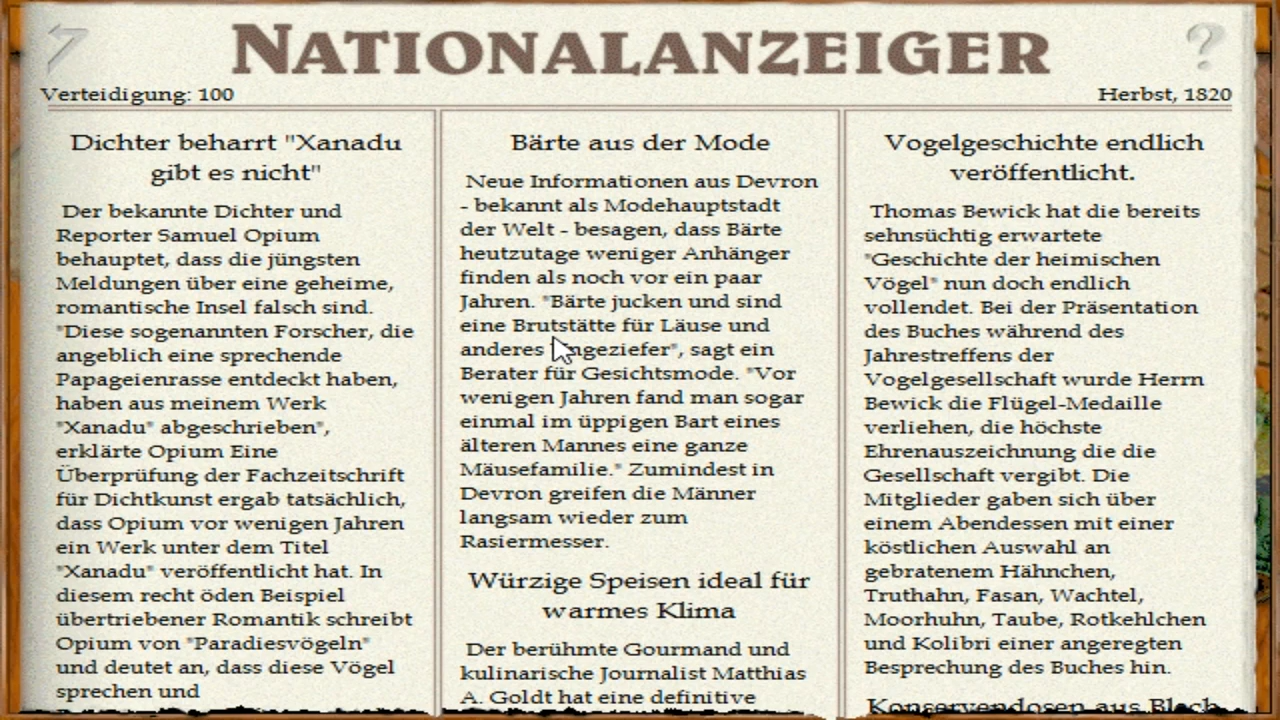 NATIONALANZEIGER
Verteidigung: 100
Herbst, 1820
Dichter beharrt "Xanadu
gibt es nicht"
Der bekannte Dichter und
Reporter Samuel Opium
behauptet, dass die jüngsten
Meldungen über eine geheime,
romantische Insel falsch sind.
"Diese sogenannten Forscher, die
angeblich eine sprechende
Papageienrasse entdeckt haben,
haben aus meinem Werk
"Xanadu" abgeschrieben",
erklärte Opium Eine
Überprüfung der Fachzeitschrift
für Dichtkunst ergab tatsächlich,
dass Opium vor wenigen Jahren
ein Werk unter dem Titel
"Xanadu" veröffentlicht hat. In
diesem recht öden Beispiel
übertriebener Romantik schreibt
Opium von "Paradiesvögeln"
und deutet an, dass diese Vögel
sprechen und
Bärte aus der Mode
Neue Informationen aus Devron
- bekannt als Modehauptstadt
der Welt - besagen, dass Bärte
heutzutage weniger Anhänger
finden als noch vor ein paar
Jahren. "Bärte jucken und sind
eine Brutstätte für Läuse und
anderes Ungeziefer", sagt ein
Berater für Gesichtsmode. "Vor
wenigen Jahren fand man sogar
einmal im üppigen Bart eines
älteren Mannes eine ganze
Mäusefamilie." Zumindest in
Devron greifen die Männer
langsam wieder zum
Rasiermesser.
Würzige Speisen ideal für
warmes Klima
Der berühmte Gourmand und
kulinarische Journalist Matthias
A. Goldt hat eine definitive
Vogelgeschichte endlich
veröffentlicht.
Thomas Bewick hat die bereits
sehnsüchtig erwartete
"Geschichte der heimischen
Vögel" nun doch endlich
vollendet. Bei der Präsentation
des Buches während des
Jahrestreffens der
Vogelgesellschaft wurde Herrn
Bewick die Flügel-Medaille
verliehen, die höchste
Ehrenauszeichnung die die
Gesellschaft vergibt. Die
Mitglieder gaben sich über
einem Abendessen mit einer
köstlichen Auswahl an
gebratenem Hähnchen,
Truthahn, Fasan, Wachtel,
Moorhuhn, Taube, Rotkehlchen
und Kolibri einer angeregten
Besprechung des Buches hin.
Konservendosen aus Blech